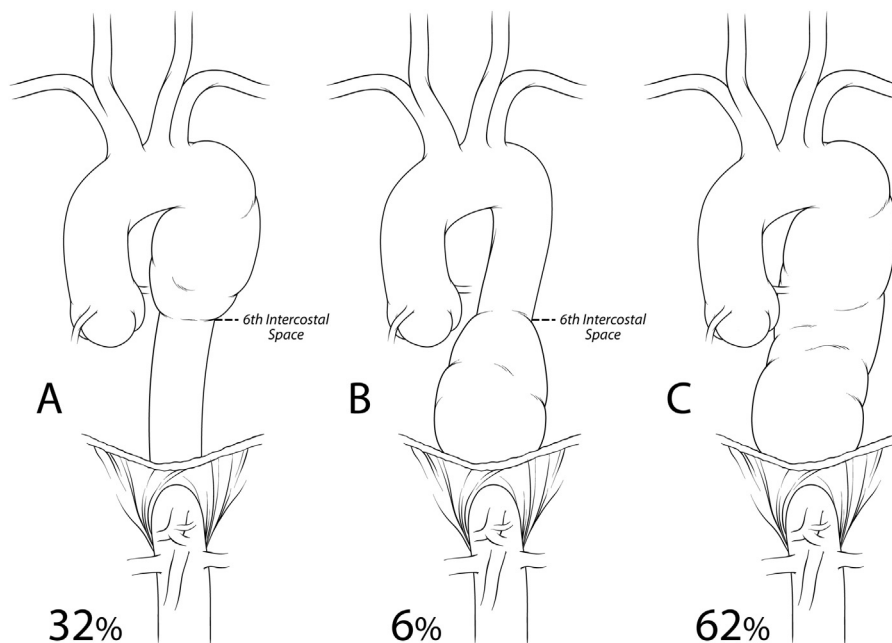 6th Intercostal
Space
6th Intercostal
Space
A
B
C
32%
6%
62%